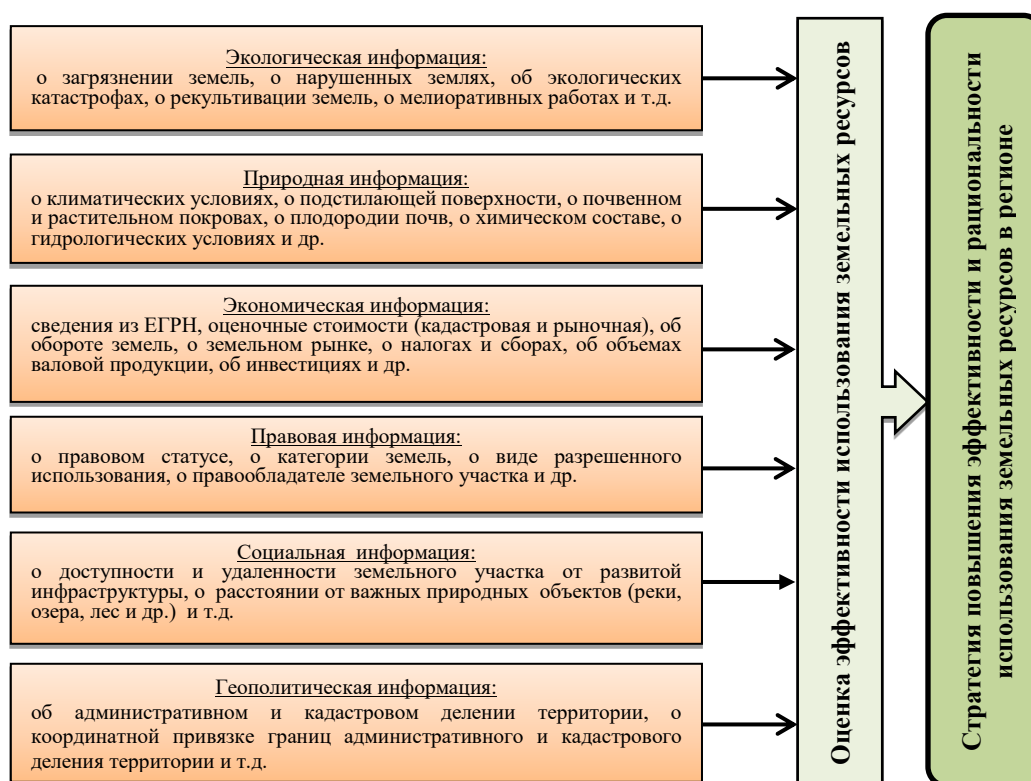 Экологическая информация:
о загрязнении земель, о нарушенных землях, об экологических
катастрофах, о рекультивации земель, о мелиоративных работах и т.д.
Природная информация:
о климатических условиях, о подстилающей поверхности, о почвенном
и растительном покровах, о плодородии почв, о химическом составе, о
гидрологических условиях и др.
Экономическая информация:
сведения из ЕГРН, оценочные стоимости (кадастровая и рыночная), об
обороте земель, о земельном рынке, о налогах и сборах, об объемах
валовой продукции, об инвестициях и др.
Правовая информация:
о правовом статусе, о категории земель, о виде разрешенного
использования, о правообладателе земельного участка и др.
Социальная информация:
о доступности и удаленности земельного участка от развитой
инфраструктуры, о расстоянии от важных природных объектов (реки,
озера, лес и др.) и т.д.
Геополитическая информация:
об административном и кадастровом делении территории, о
координатной привязке границ административного и кадастрового
деления территории и т.д.
Оценка эффективности использования земельных ресурсов
Стратегия повышения эффективности и рациональности
использования земельных ресурсов в регионе